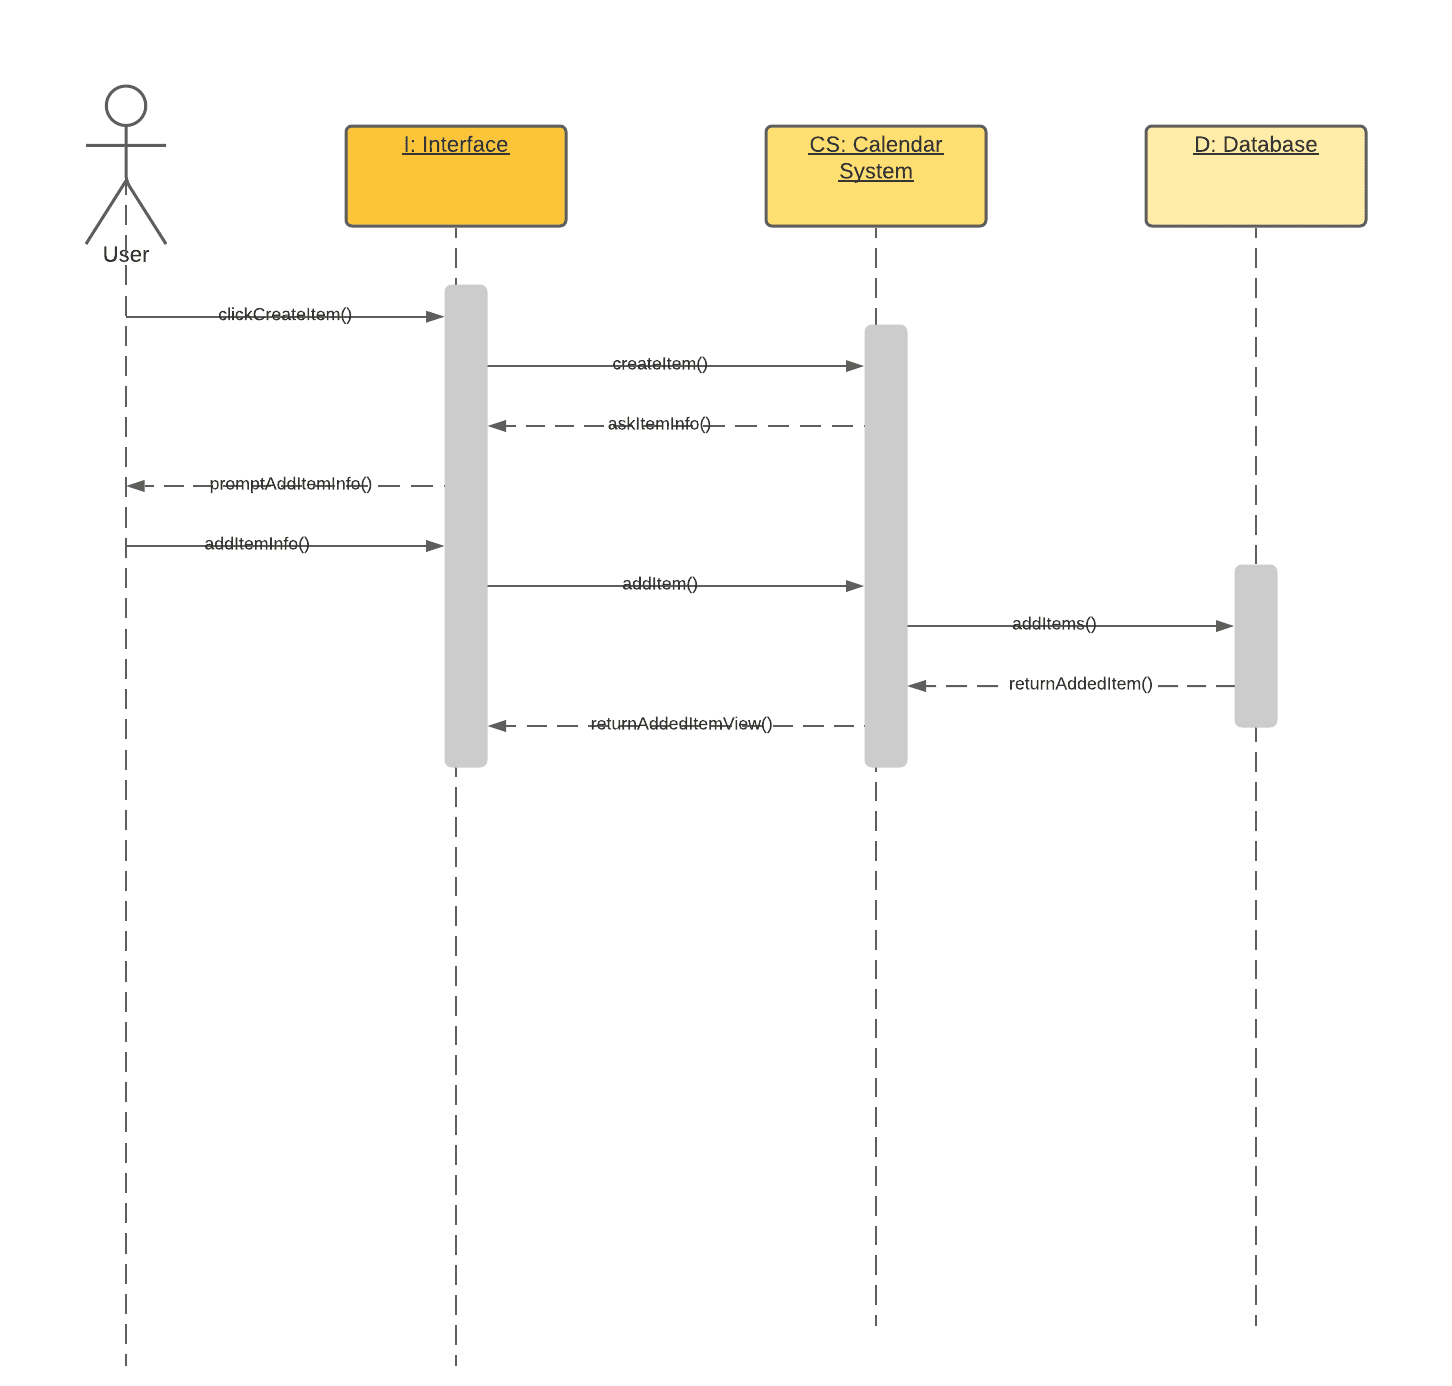 I: Interface
CS: Calendar
System
D: Database
User
clickCreateItem()
createItem()
askItemInfo()
promptAddItemInfo()
addItemInfo()
addItem()
addItems()
returnAddedItem()
returnAddedItemView()